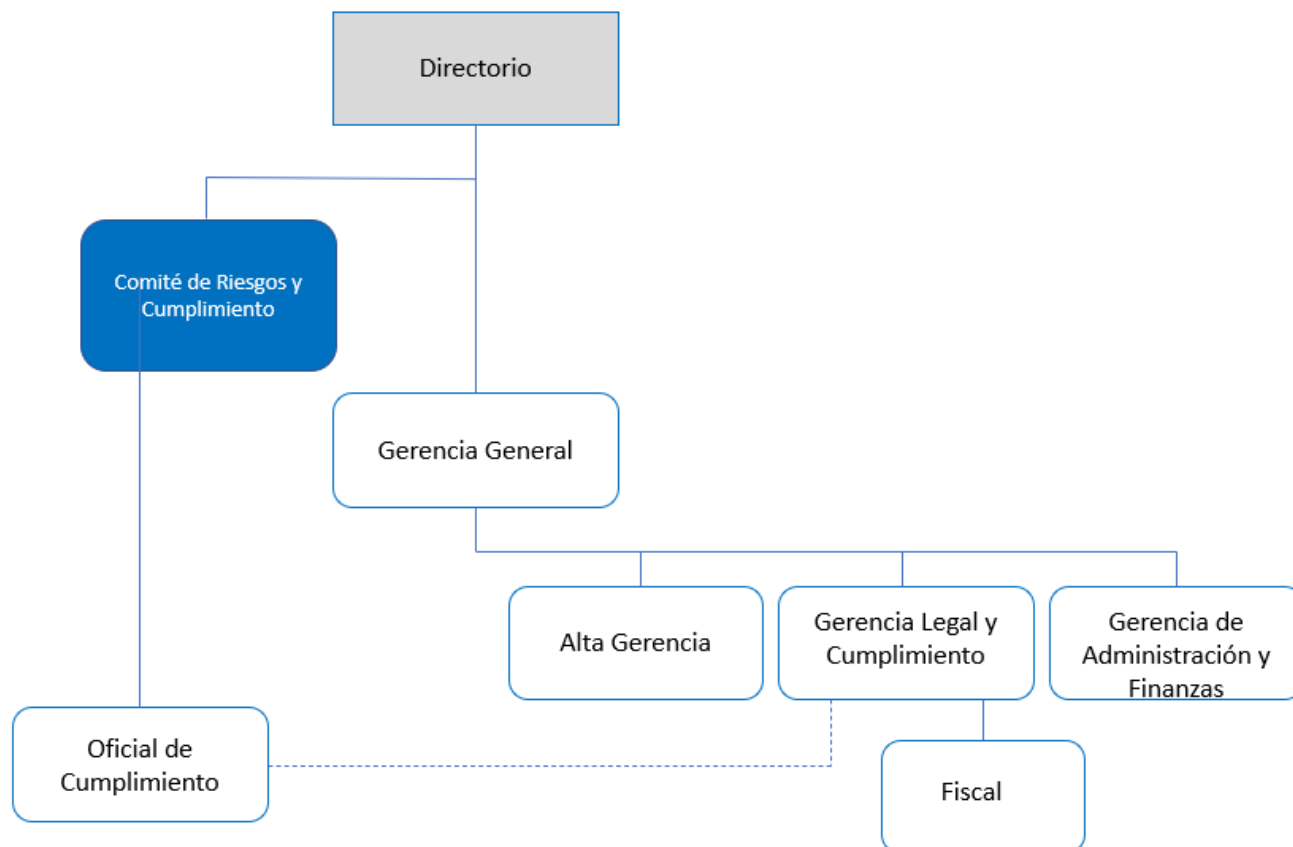 Directorio
Comité de Riesgos y
Cumplimiento
Gerencia General
Alta Gerencia
Gerencia Legal y
Cumplimiento
Gerencia de
Administración y
Finanzas
Oficial de
Cumplimiento
Fiscal